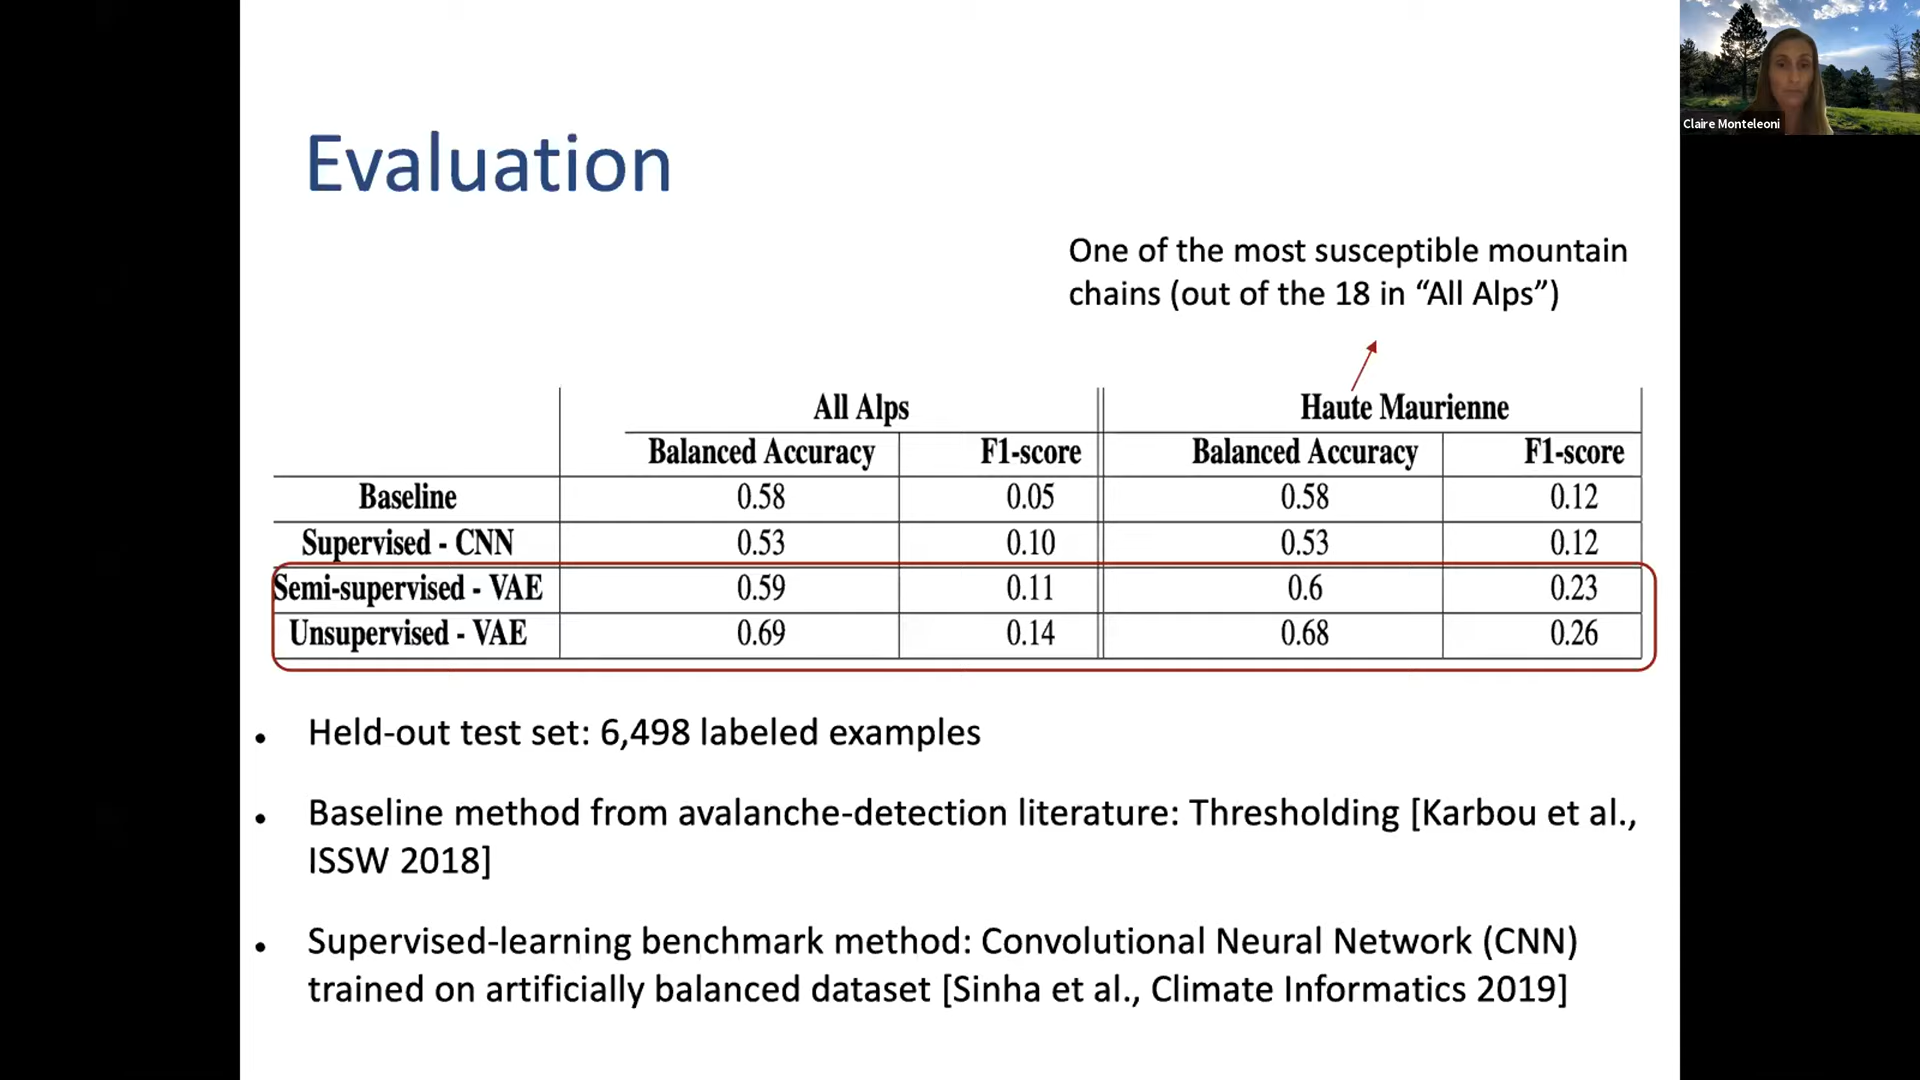 Claire Monteleoni
Evaluation
One of the most susceptible mountain
chains (out of the 18 in “All Alps”)
All Alps Haute Maurienne
Balanced Accuracy F1-score Balanced Accuracy F1-score
Baseline 0.58 0.05 0.58 0.12
Supervised - CNN 0.53 0.10 0.53 0.12
Semi-supervised - VAE 0.59 0.11 0.6 0.23
Unsupervised - VAE 0.69 0.14 0.68 0.26
• Held-out test set: 6,498 labeled examples
• Baseline method from avalanche-detection literature: Thresholding [Karbou et al.,
ISSW 2018]
• Supervised-learning benchmark method: Convolutional Neural Network (CNN)
trained on artificially balanced dataset [Sinha et al., Climate Informatics 2019]